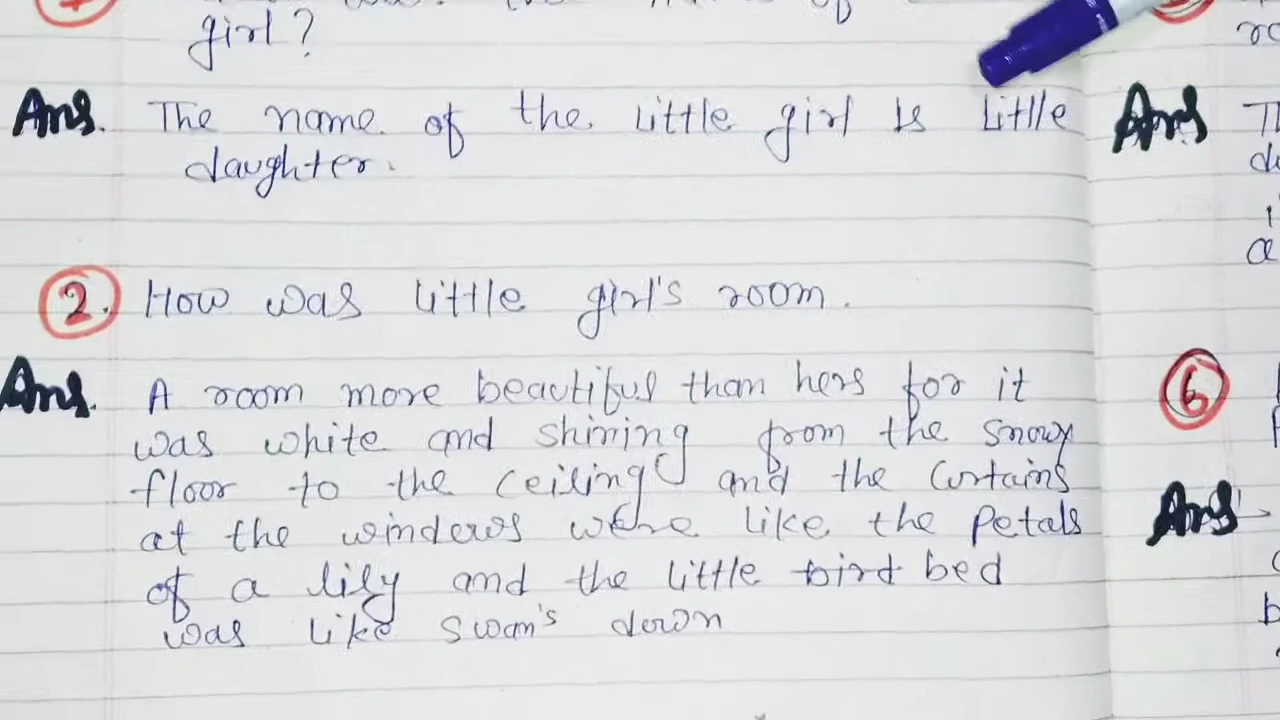 girl?
Ans. The name of the little girl is litlle
daughter.
2. How was little girl's room.
Ans. A room more beautiful than hers for it
was white and shining from the snowy
floor to the ceiling and the curtains
at the windows were like the petals
of a lily and the little bird bed
was like swan's down
Ans
6
Ans